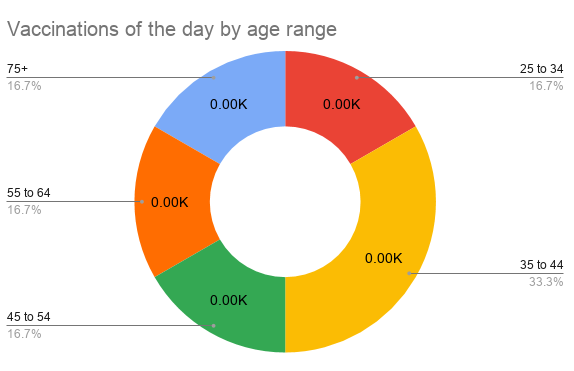 Vaccinations of the day by age range
75+
16.7%
25 to 34
16.7%
0.00K
0.00K
55 to 64
16.7%
0.00K
0.00K
35 to 44
33.3%
0.00K
45 to 54
16.7%